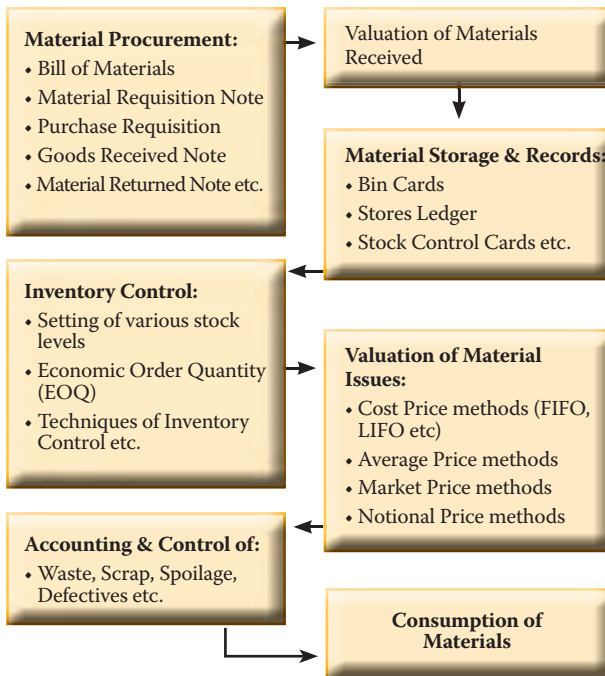 Material Procurement:
• Bill of Materials
• Material Requisition Note
• Purchase Requisition
• Goods Received Note
• Material Returned Note etc.
Valuation of Materials
Received
Material Storage & Records:
• Bin Cards
• Stores Ledger
• Stock Control Cards etc.
Inventory Control:
• Setting of various stock
levels
• Economic Order Quantity
(EOQ)
• Techniques of Inventory
Control etc.
Valuation of Material
Issues:
• Cost Price methods (FIFO,
LIFO etc)
• Average Price methods
• Market Price methods
• Notional Price methods
Accounting & Control of:
• Waste, Scrap, Spoilage,
Defectives etc.
Consumption of
Materials